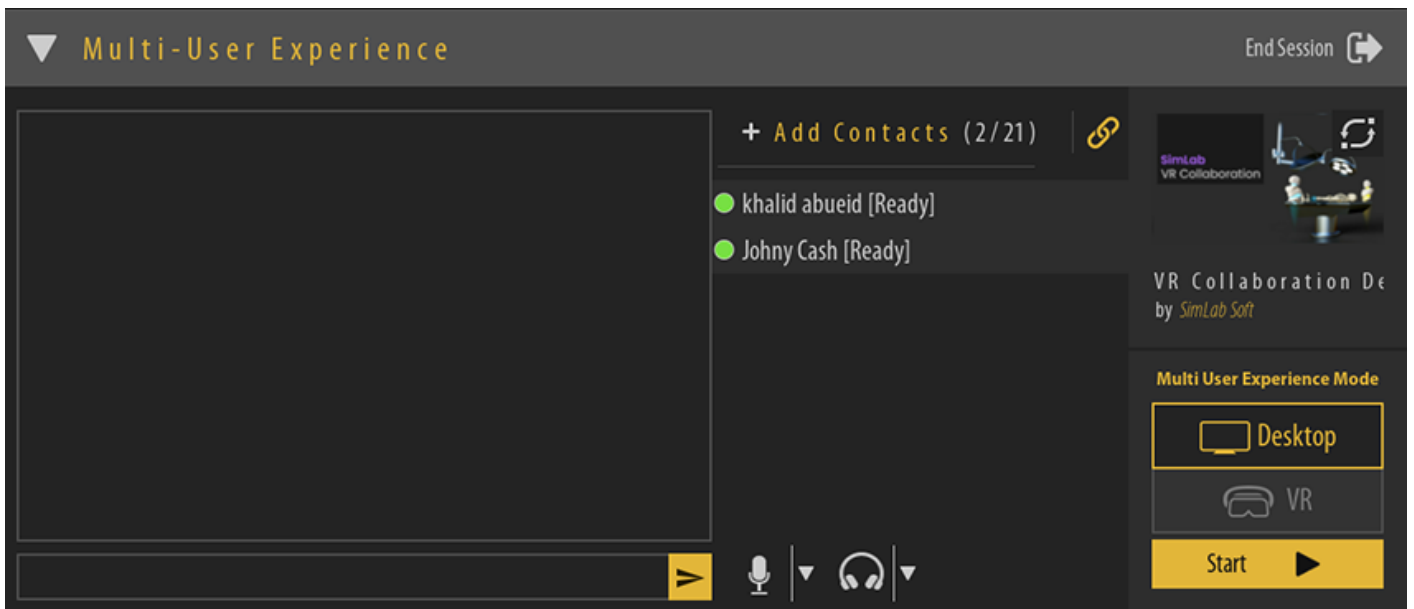 Multi-User Experience
End Session
+ Add Contacts (2/21)
khalid abueid [Ready]
Johny Cash [Ready]
SimLab
VR Collaboration
VR Collaboration De
by SimLab Soft
Multi User Experience Mode
Desktop
VR
Start